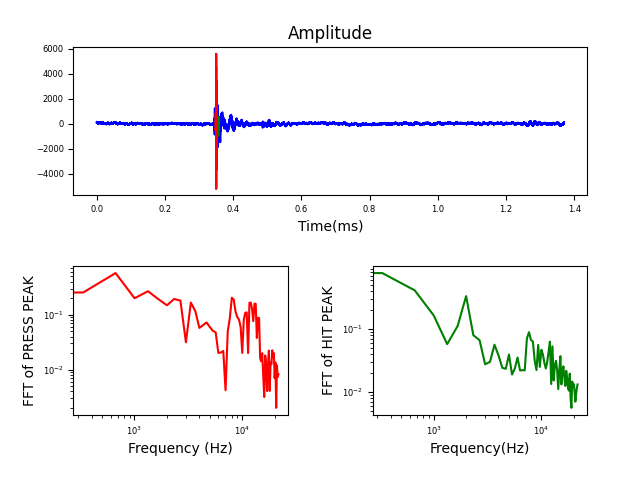 Amplitude
6000
4000
2000
0
−2000
−4000
0.0 0.2 0.4 0.6 0.8 1.0 1.2 1.4
Time(ms)
FFT of PRESS PEAK
10⁻¹
10⁻²
10³ 10⁴
Frequency (Hz)
FFT of HIT PEAK
10⁻¹
10⁻²
10³ 10⁴
Frequency(Hz)